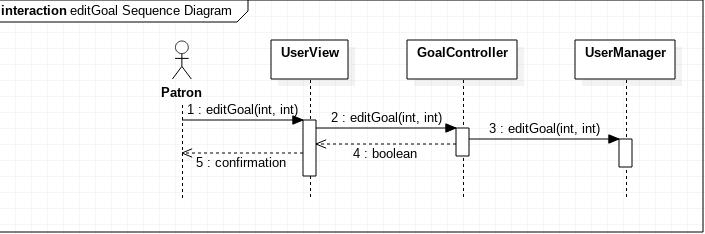 interaction editGoal Sequence Diagram
UserView
GoalController
UserManager
Patron
1 : editGoal(int, int)
2 : editGoal(int, int)
3 : editGoal(int, int)
4 : boolean
5 : confirmation